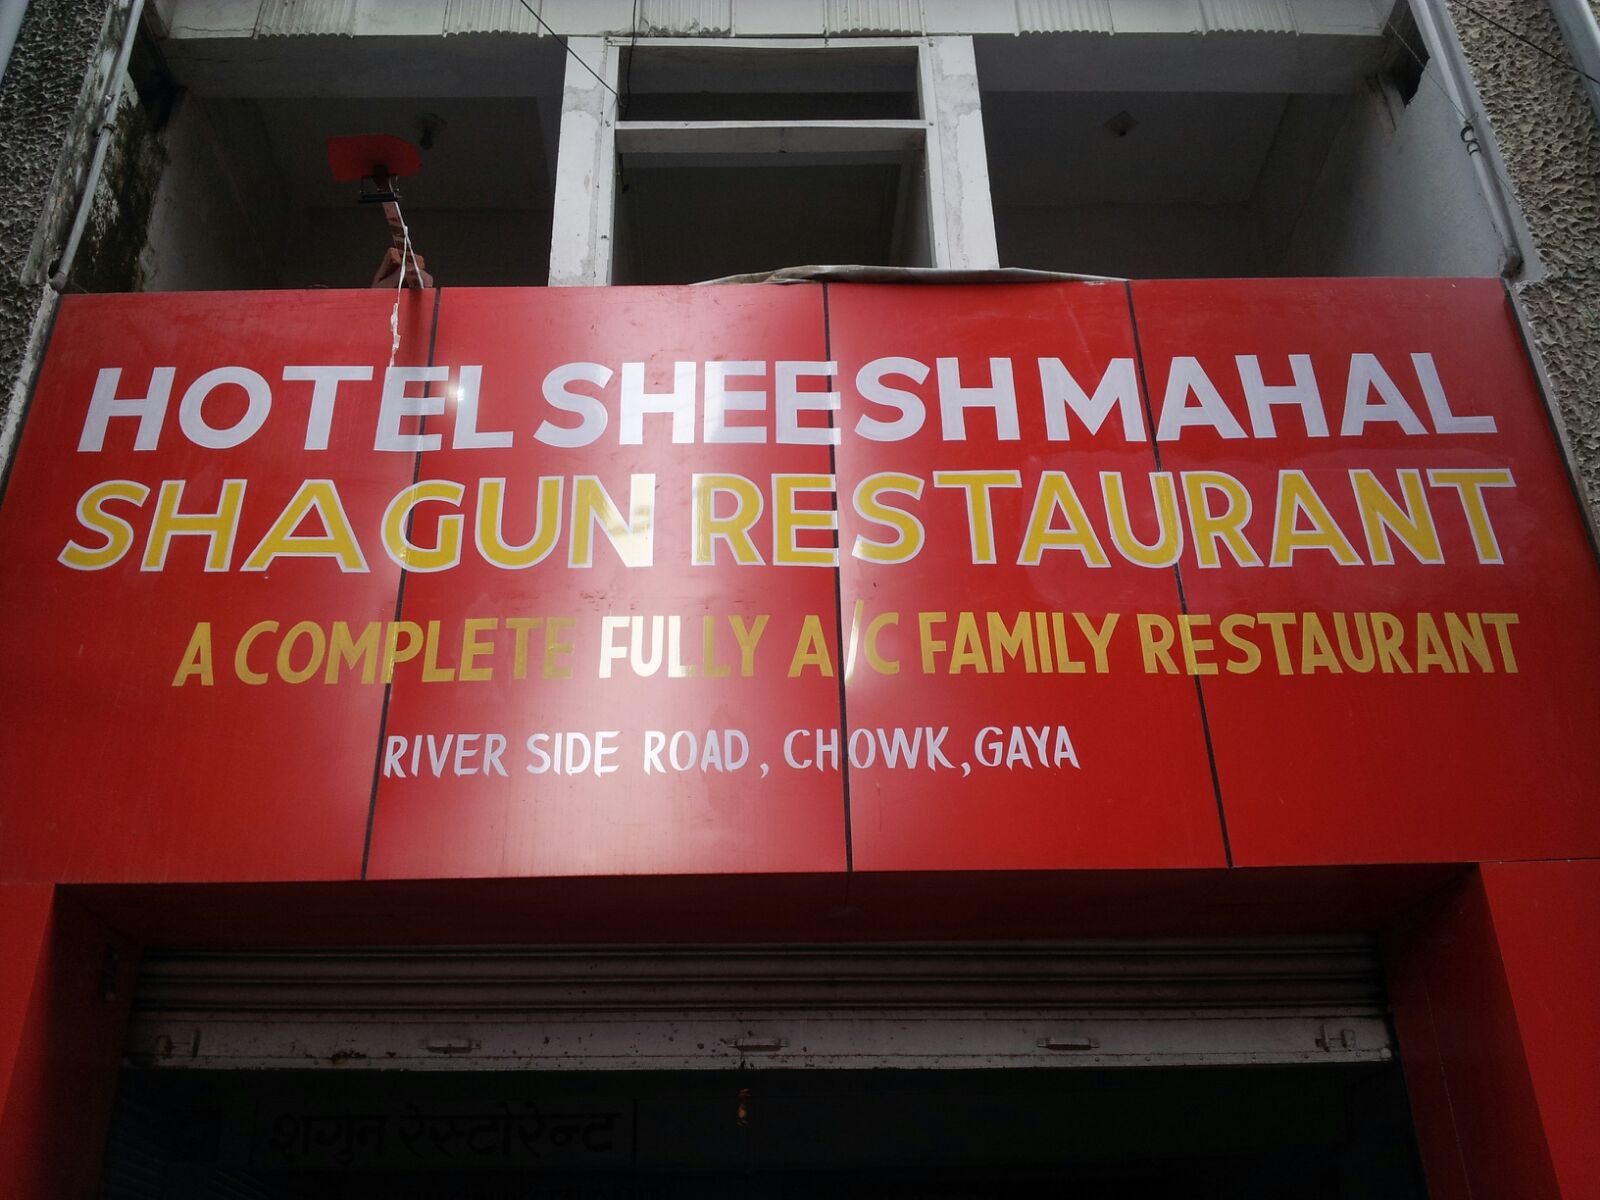 HOTEL SHEESH MAHAL
SHAGUN RESTAURANT
A COMPLETE FULLY A/C FAMILY RESTAURANT
RIVER SIDE ROAD, CHOWK, GAYA
शगुन रेस्टोरेन्ट